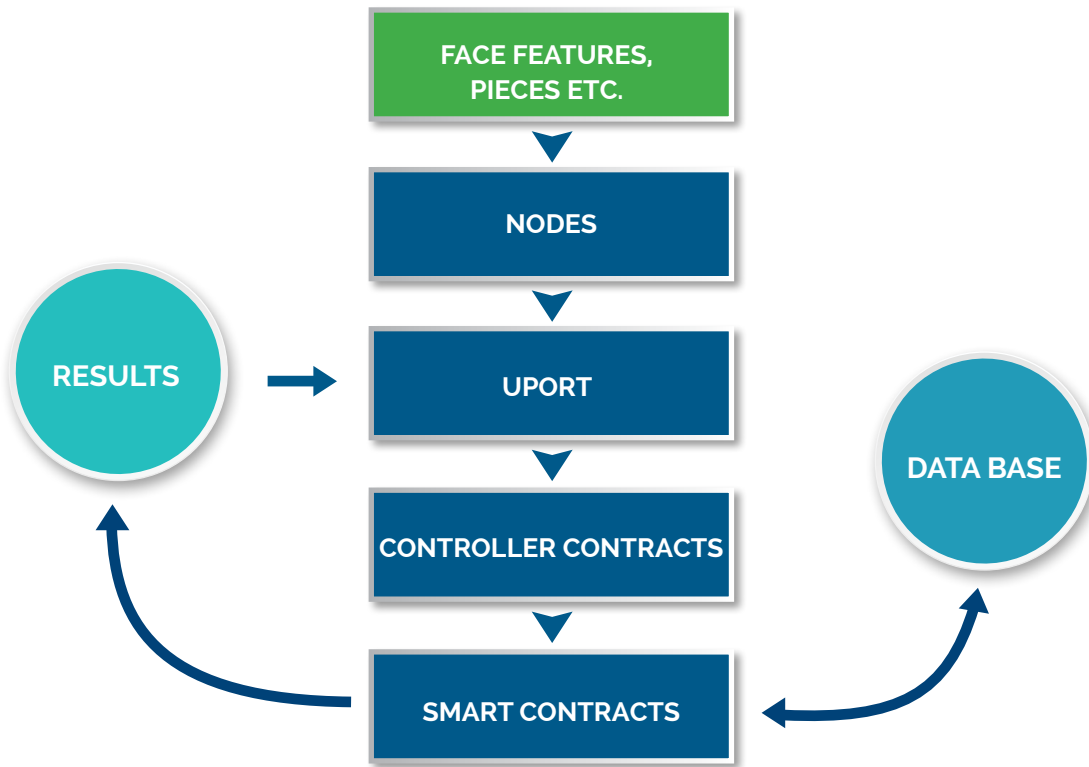 FACE FEATURES,
PIECES ETC.
NODES
RESULTS
UPORT
DATA BASE
CONTROLLER CONTRACTS
SMART CONTRACTS